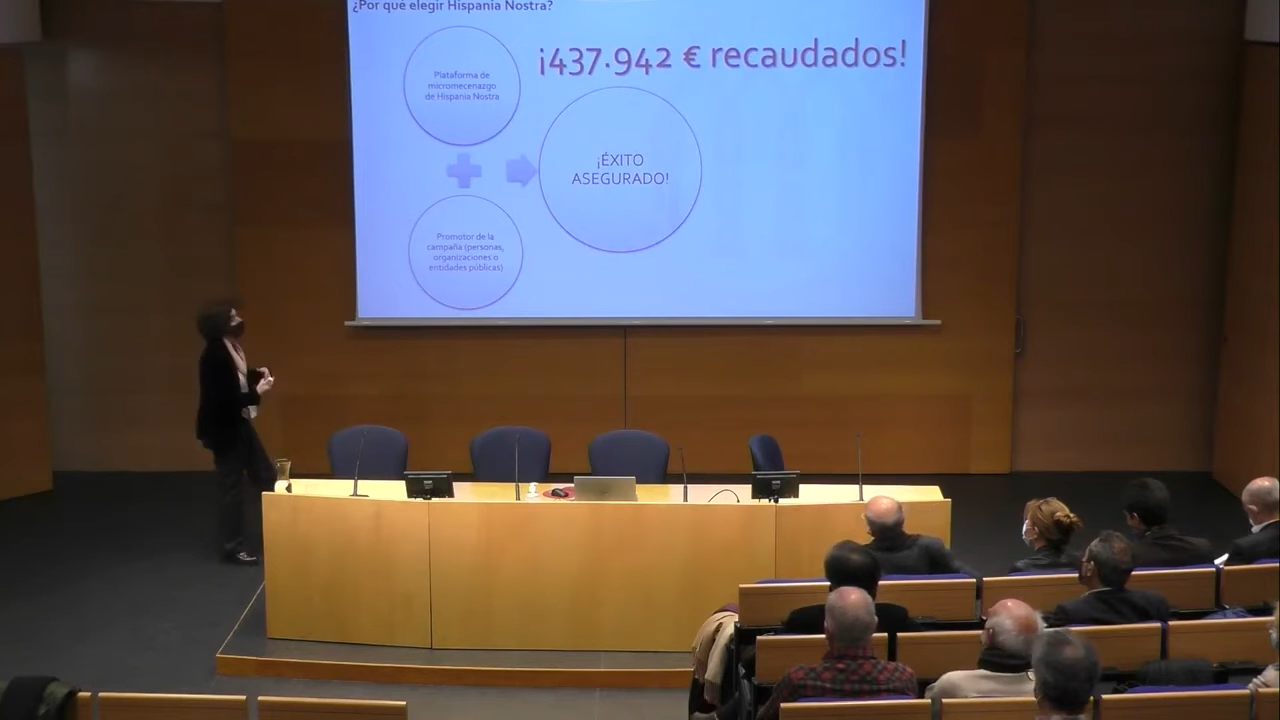 ¿Por qué elegir Hispania Nostra?
¡437.942 € recaudados!
Plataforma de
micromecenazgo
de Hispania Nostra
¡ÉXITO
ASEGURADO!
Promotor de la
campaña (personas,
organizaciones o
entidades públicas)